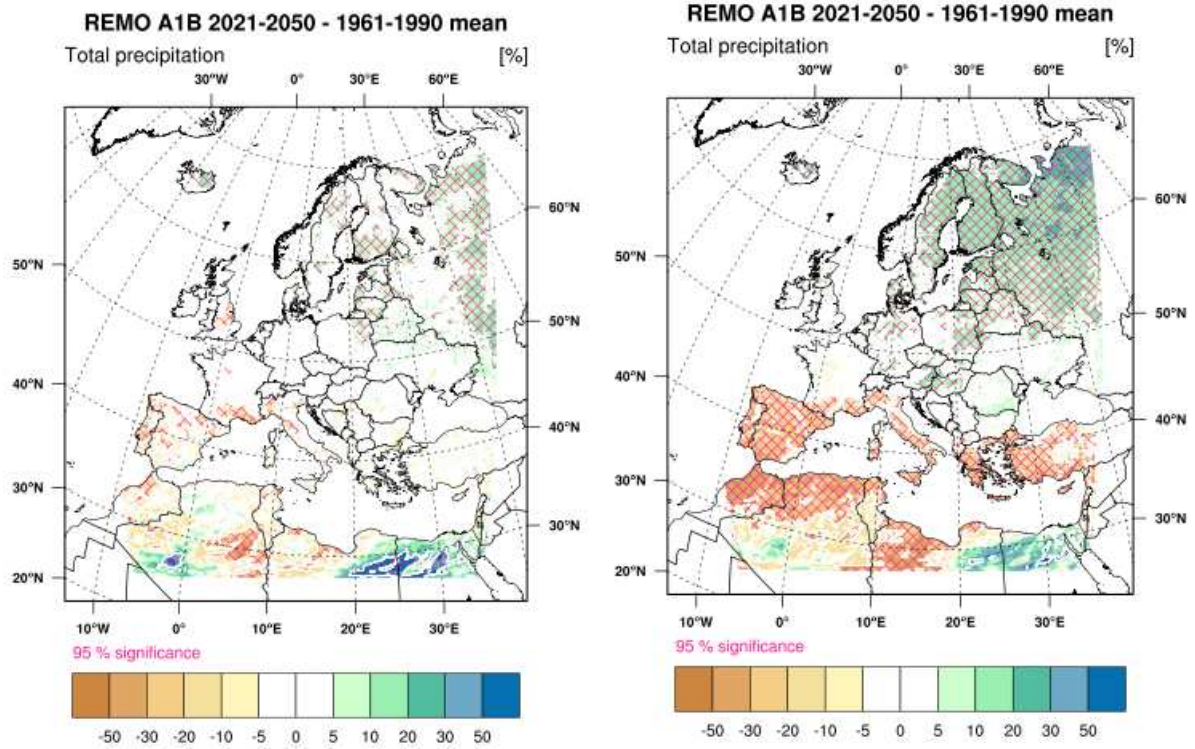 REMO A1B 2021-2050 - 1961-1990 mean
Total precipitation [%]
30°W 0° 30°E 60°E
60°N
50°N
50°N
40°N
40°N
30°N
30°N
20°N
10°W 0° 10°E 20°E 30°E
95 % significance
-50 -30 -20 -10 -5 0 5 10 20 30 50
REMO A1B 2021-2050 - 1961-1990 mean
Total precipitation [%]
30°W 0° 30°E 60°E
60°N
50°N
50°N
40°N
40°N
30°N
30°N
20°N
10°W 0° 10°E 20°E 30°E
95 % significance
-50 -30 -20 -10 -5 0 5 10 20 30 50